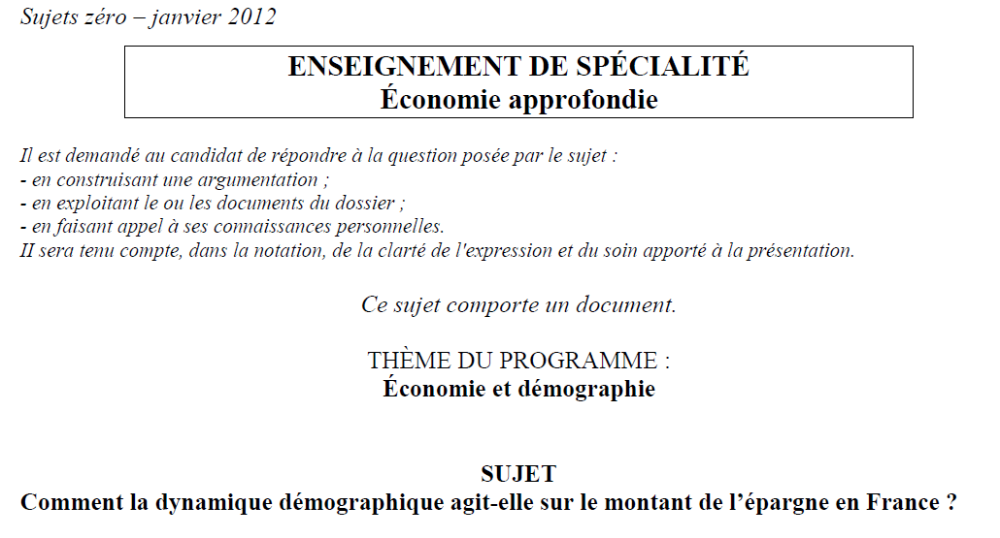 Sujets zéro – janvier 2012
ENSEIGNEMENT DE SPÉCIALITÉ
Économie approfondie
Il est demandé au candidat de répondre à la question posée par le sujet :
- en construisant une argumentation ;
- en exploitant le ou les documents du dossier ;
- en faisant appel à ses connaissances personnelles.
II sera tenu compte, dans la notation, de la clarté de l'expression et du soin apporté à la présentation.
Ce sujet comporte un document.
THÈME DU PROGRAMME :
Économie et démographie
SUJET
Comment la dynamique démographique agit-elle sur le montant de l’épargne en France ?